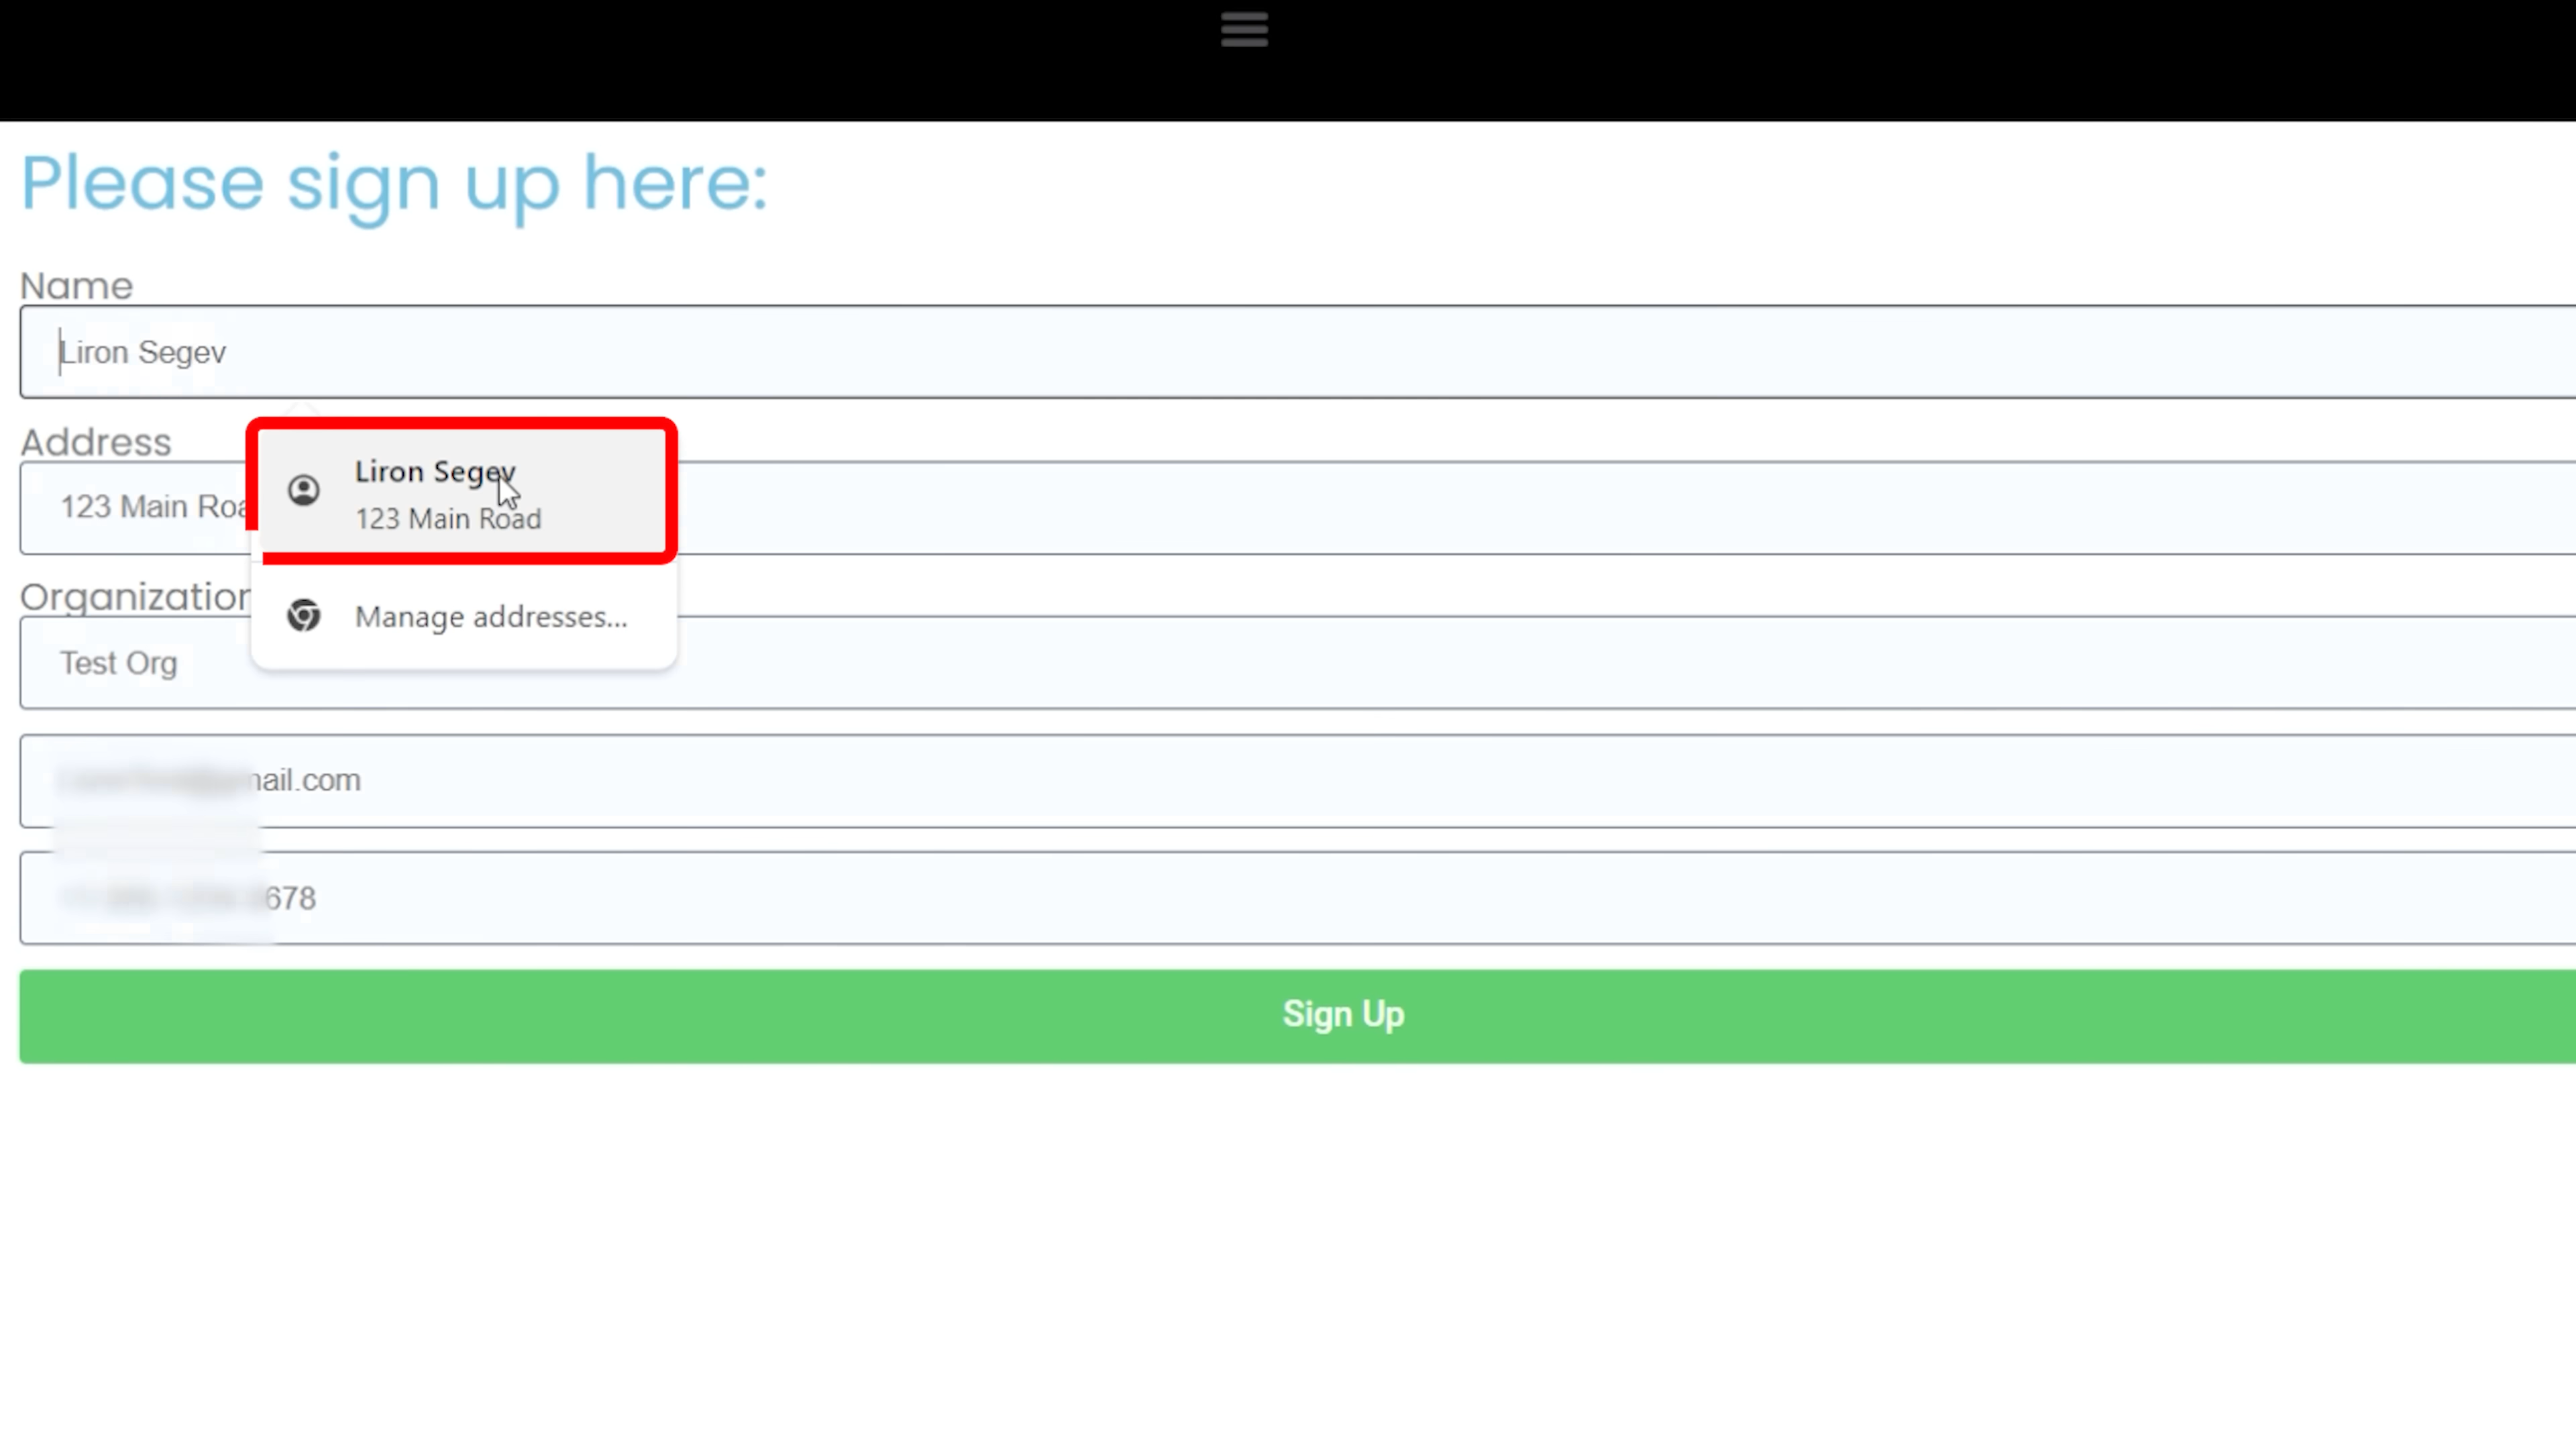 Please sign up here:
Name
Liron Segev
Address
123 Main Roa
Liron Segev
123 Main Road
Organization
Manage addresses...
Test Org
mail.com
678
Sign Up